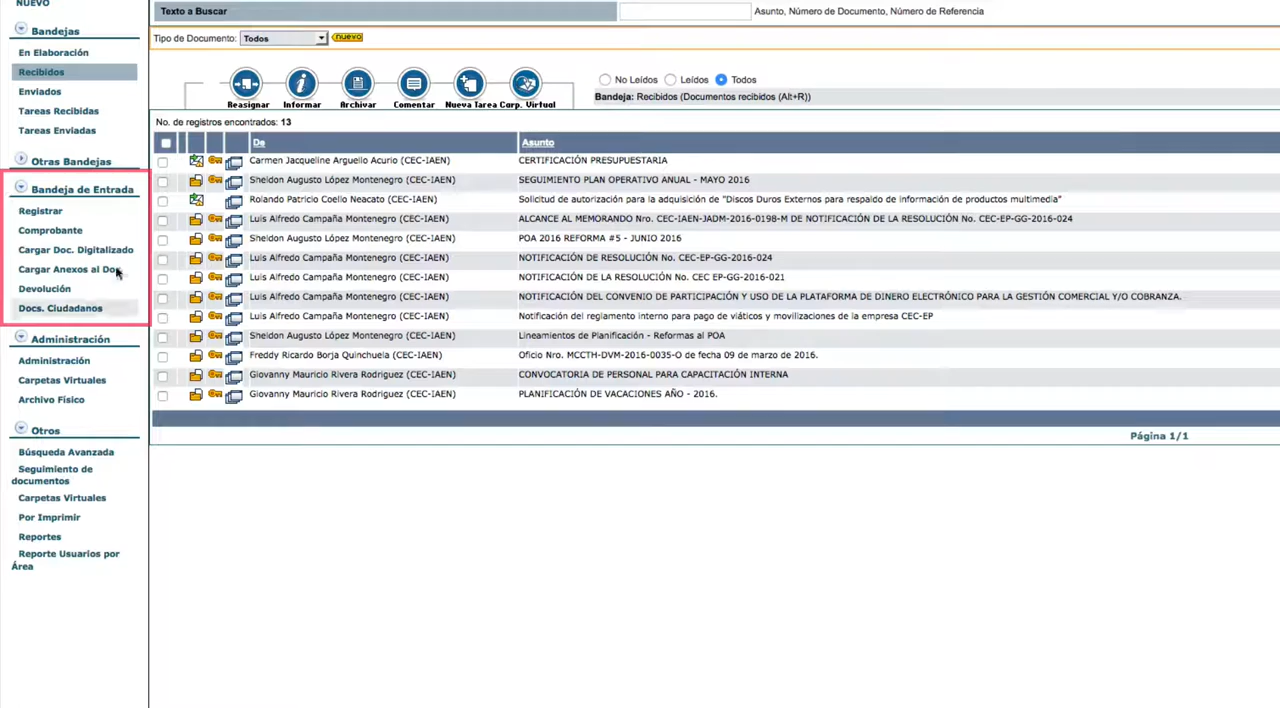 NUEVO
Bandejas
En Elaboración
Recibidos
Enviados
Tareas Recibidas
Tareas Enviadas
Otras Bandejas
Bandeja de Entrada
Registrar
Comprobante
Cargar Doc. Digitalizado
Cargar Anexos al
Devolución
Docs. Ciudadanos
Administración
Administración
Carpetas Virtuales
Archivo Físico
Otros
Búsqueda Avanzada
Seguimiento de
documentos
Carpetas Virtuales
Por Imprimir
Reportes
Reporte Usuarios por
Área
Texto a Buscar
Asunto, Número de Documento, Número de Referencia
Tipo de Documento: Todos nuevo
Reasignar Informar Archivar Comentar Nueva Tarea Carp. Virtual
No Leídos Leídos Todos
Bandeja: Recibidos (Documentos recibidos (Alt+R))
No. de registros encontrados: 13
De Asunto
Carmen Jacqueline Arguello Acurio (CEC-IAEN) CERTIFICACIÓN PRESUPUESTARIA
Sheldon Augusto López Montenegro (CEC-IAEN) SEGUIMIENTO PLAN OPERATIVO ANUAL - MAYO 2016
Rolando Patricio Coello Neacato (CEC-IAEN) Solicitud de autorización para la adquisición de "Discos Duros Externos para respaldo de información de productos multimedia"
Luis Alfredo Campaña Montenegro (CEC-IAEN) ALCANCE AL MEMORANDO Nro. CEC-IAEN-JADM-2016-0198-M DE NOTIFICACIÓN DE LA RESOLUCIÓN No. CEC-EP-GG-2016-024
Sheldon Augusto López Montenegro (CEC-IAEN) POA 2016 REFORMA #5 - JUNIO 2016
Luis Alfredo Campaña Montenegro (CEC-IAEN) NOTIFICACIÓN DE RESOLUCIÓN No. CEC-EP-GG-2016-024
Luis Alfredo Campaña Montenegro (CEC-IAEN) NOTIFICACIÓN DE LA RESOLUCIÓN No. CEC EP-GG-2016-021
Luis Alfredo Campaña Montenegro (CEC-IAEN) NOTIFICACIÓN DEL CONVENIO DE PARTICIPACIÓN Y USO DE LA PLATAFORMA DE DINERO ELECTRÓNICO PARA LA GESTIÓN COMERCIAL Y/O COBRANZA.
Luis Alfredo Campaña Montenegro (CEC-IAEN) Notificación del reglamento interno para pago de viáticos y movilizaciones de la empresa CEC-EP
Sheldon Augusto López Montenegro (CEC-IAEN) Lineamientos de Planificación - Reformas al POA
Freddy Ricardo Borja Quinchuela (CEC-IAEN) Oficio Nro. MCCTH-DVM-2016-0035-O de fecha 09 de marzo de 2016.
Giovanny Mauricio Rivera Rodriguez (CEC-IAEN) CONVOCATORIA DE PERSONAL PARA CAPACITACIÓN INTERNA
Giovanny Mauricio Rivera Rodriguez (CEC-IAEN) PLANIFICACIÓN DE VACACIONES AÑO - 2016.
Página 1/1